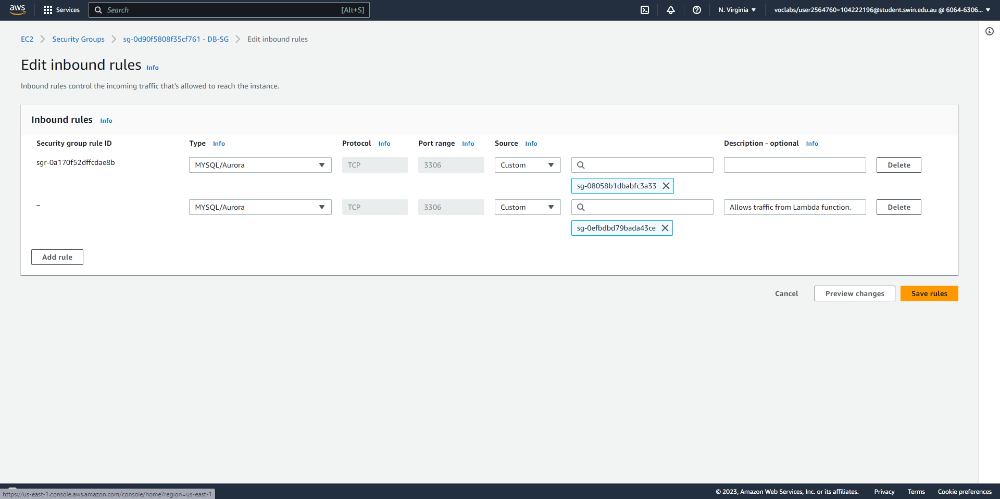 aws Services Search [Alt+S] N. Virginia voclabs/user2564760=104222196@student.swin.edu.au @ 6064-6306...
EC2 Security Groups sg-0d90f5808f35cf761 - DB-SG Edit inbound rules
Edit inbound rules Info
Inbound rules control the incoming traffic that's allowed to reach the instance.
Inbound rules Info
Security group rule ID Type Info Protocol Info Port range Info Source Info Description - optional Info
sgr-0a170f52dffcdae8b MYSQL/Aurora TCP 3306 Custom Delete
sg-08058b1dbabfc3a33
– MYSQL/Aurora TCP 3306 Custom Allows traffic from Lambda function. Delete
sg-0efbdbd79bada43ce
Add rule
Cancel Preview changes Save rules
https://us-east-1.console.aws.amazon.com/console/home?region=us-east-1 © 2023, Amazon Web Services, Inc. or its affiliates. Privacy Terms Cookie preferences